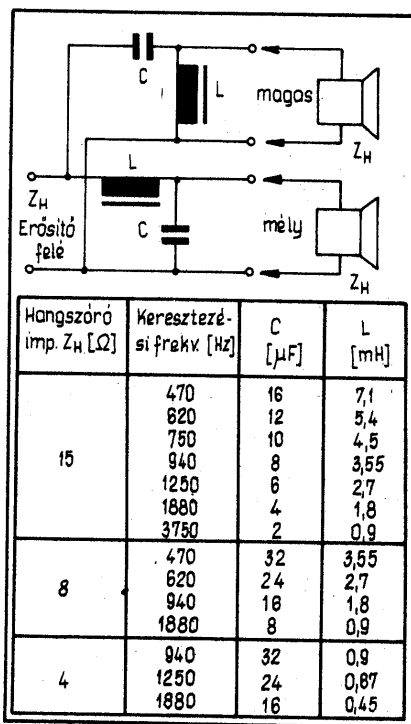 C
L
magas
Z_H
L
Z_H
C
Erősítő
felé
mély
Z_H
Hangszóró
imp. Z_H [Ω]
Keresztezé-
si frekv. [Hz]
C
[μF]
L
[mH]
15
470 16 7,1
620 12 5,4
750 10 4,5
940 8 3,55
1250 6 2,7
1880 4 1,8
3750 2 0,9
8
470 32 3,55
620 24 2,7
940 16 1,8
1880 8 0,9
4
940 32 0,9
1250 24 0,67
1880 16 0,45